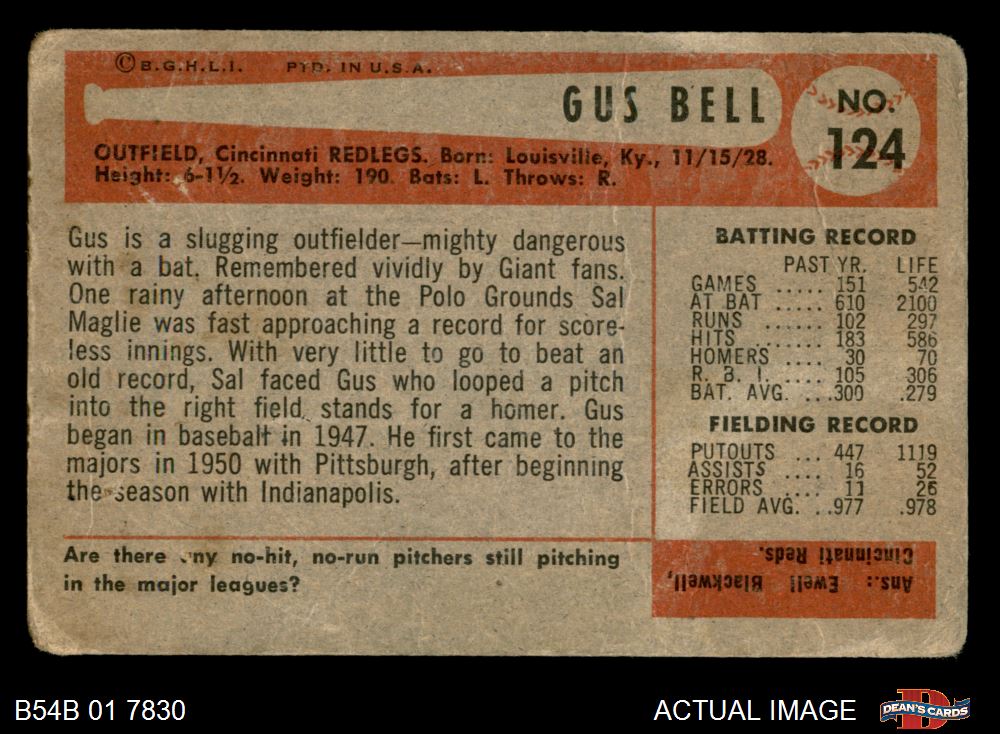 © B.G.H.L.I. PTD. IN U.S.A.
GUS BELL
NO.
124
OUTFIELD, Cincinnati REDLEGS. Born: Louisville, Ky., 11/15/28.
Height: 6-1½. Weight: 190. Bats: L. Throws: R.
Gus is a slugging outfielder—mighty dangerous
with a bat. Remembered vividly by Giant fans.
One rainy afternoon at the Polo Grounds Sal
Maglie was fast approaching a record for score-
less innings. With very little to go to beat an
old record, Sal faced Gus who looped a pitch
into the right field stands for a homer. Gus
began in baseball in 1947. He first came to the
majors in 1950 with Pittsburgh, after beginning
the season with Indianapolis.
BATTING RECORD
PAST YR. LIFE
GAMES ..... 151 542
AT BAT ..... 610 2100
RUNS ...... 102 297
HITS ...... 183 586
HOMERS .... 30 70
R. B. I. .... 105 306
BAT. AVG. ... .300 .279
FIELDING RECORD
PUTOUTS ... 447 1119
ASSISTS .... 16 52
ERRORS .... 11 26
FIELD AVG. . .977 .978
Are there any no-hit, no-run pitchers still pitching
in the major leagues?
Ans.: Ewell Blackwell,
Cincinnati Reds.
B54B 01 7830
ACTUAL IMAGE
D
DEAN'S CARDS